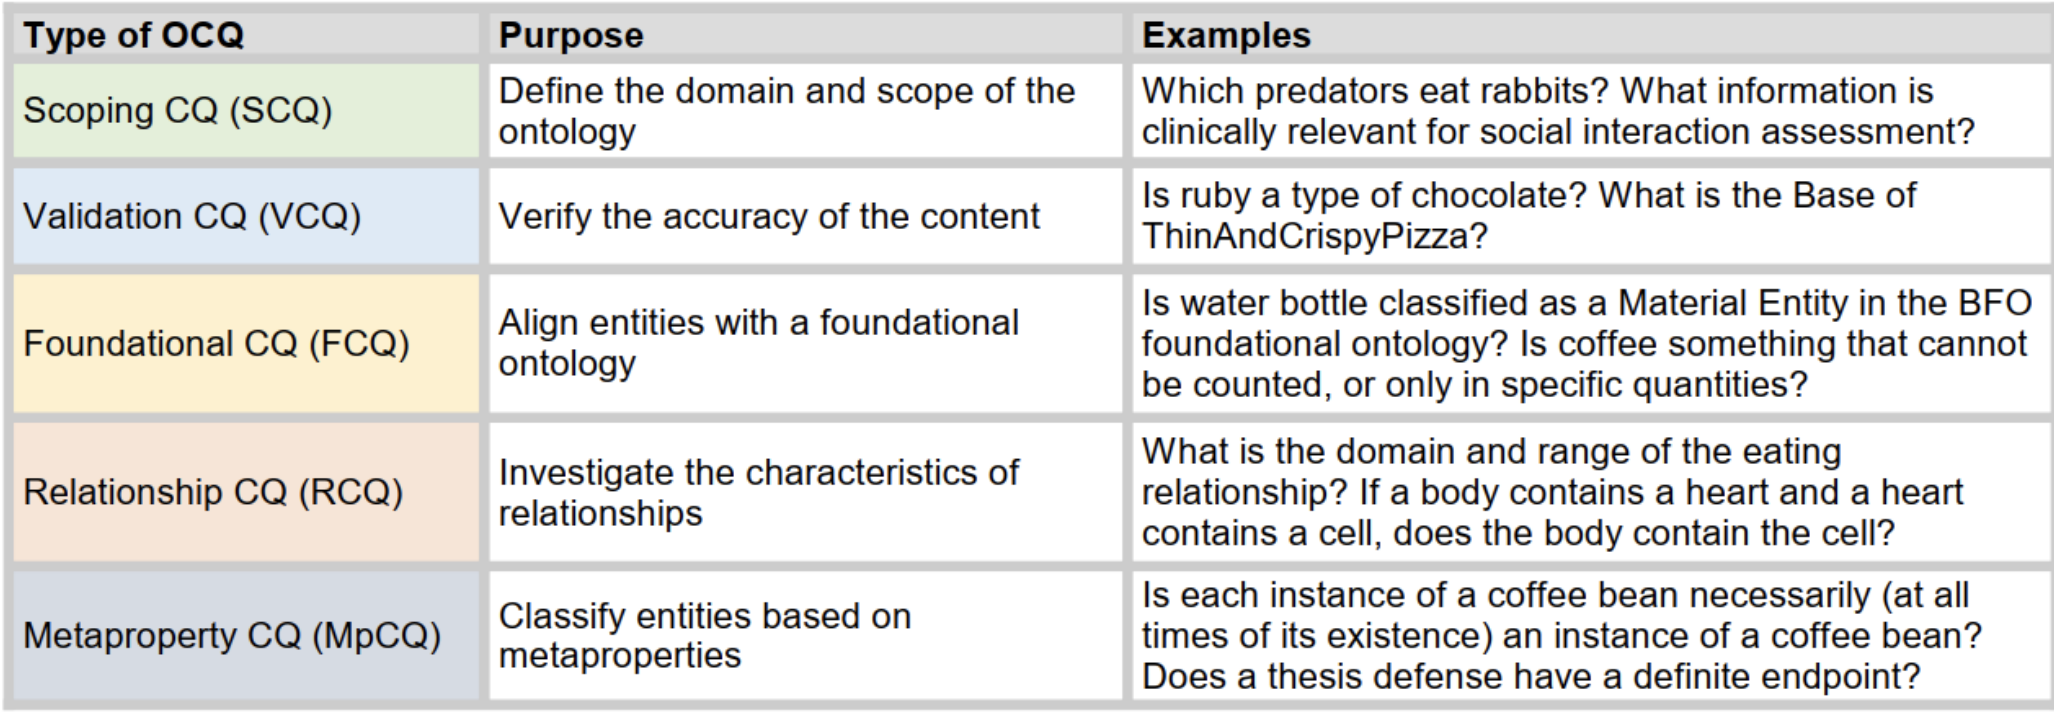 Type of OCQ
Purpose
Examples
Scoping CQ (SCQ)
Define the domain and scope of the
ontology
Which predators eat rabbits? What information is
clinically relevant for social interaction assessment?
Validation CQ (VCQ)
Verify the accuracy of the content
Is ruby a type of chocolate? What is the Base of
ThinAndCrispyPizza?
Foundational CQ (FCQ)
Align entities with a foundational
ontology
Is water bottle classified as a Material Entity in the BFO
foundational ontology? Is coffee something that cannot
be counted, or only in specific quantities?
Relationship CQ (RCQ)
Investigate the characteristics of
relationships
What is the domain and range of the eating
relationship? If a body contains a heart and a heart
contains a cell, does the body contain the cell?
Metaproperty CQ (MpCQ)
Classify entities based on
metaproperties
Is each instance of a coffee bean necessarily (at all
times of its existence) an instance of a coffee bean?
Does a thesis defense have a definite endpoint?